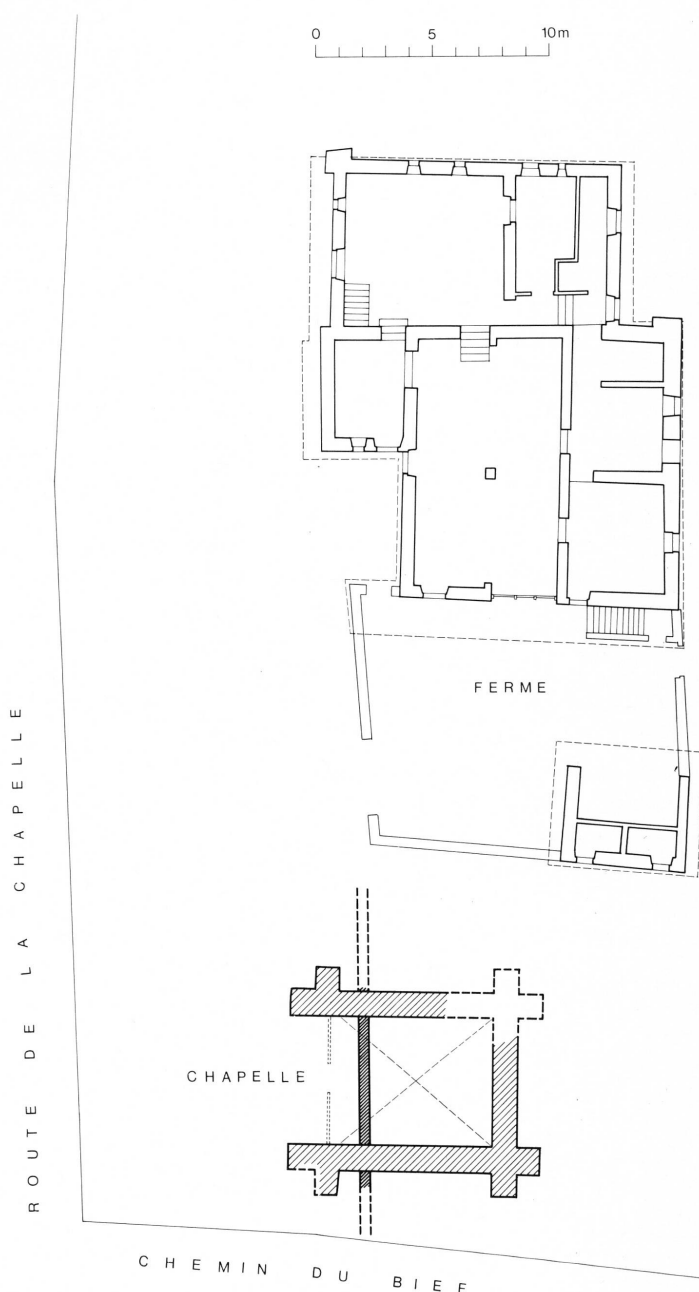 0 5 10m
FERME
ROUTE DE LA CHAPELLE
CHAPELLE
CHEMIN DU BIEF